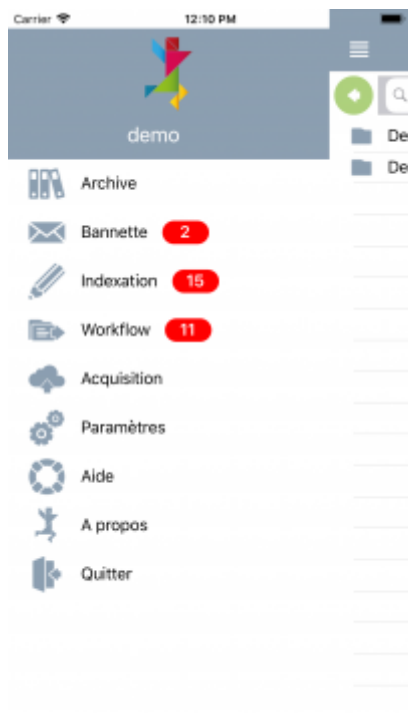 Carrier 12:10 PM
demo
De
De
Archive
Bannette 2
Indexation 15
Workflow 11
Acquisition
Paramètres
Aide
A propos
Quitter